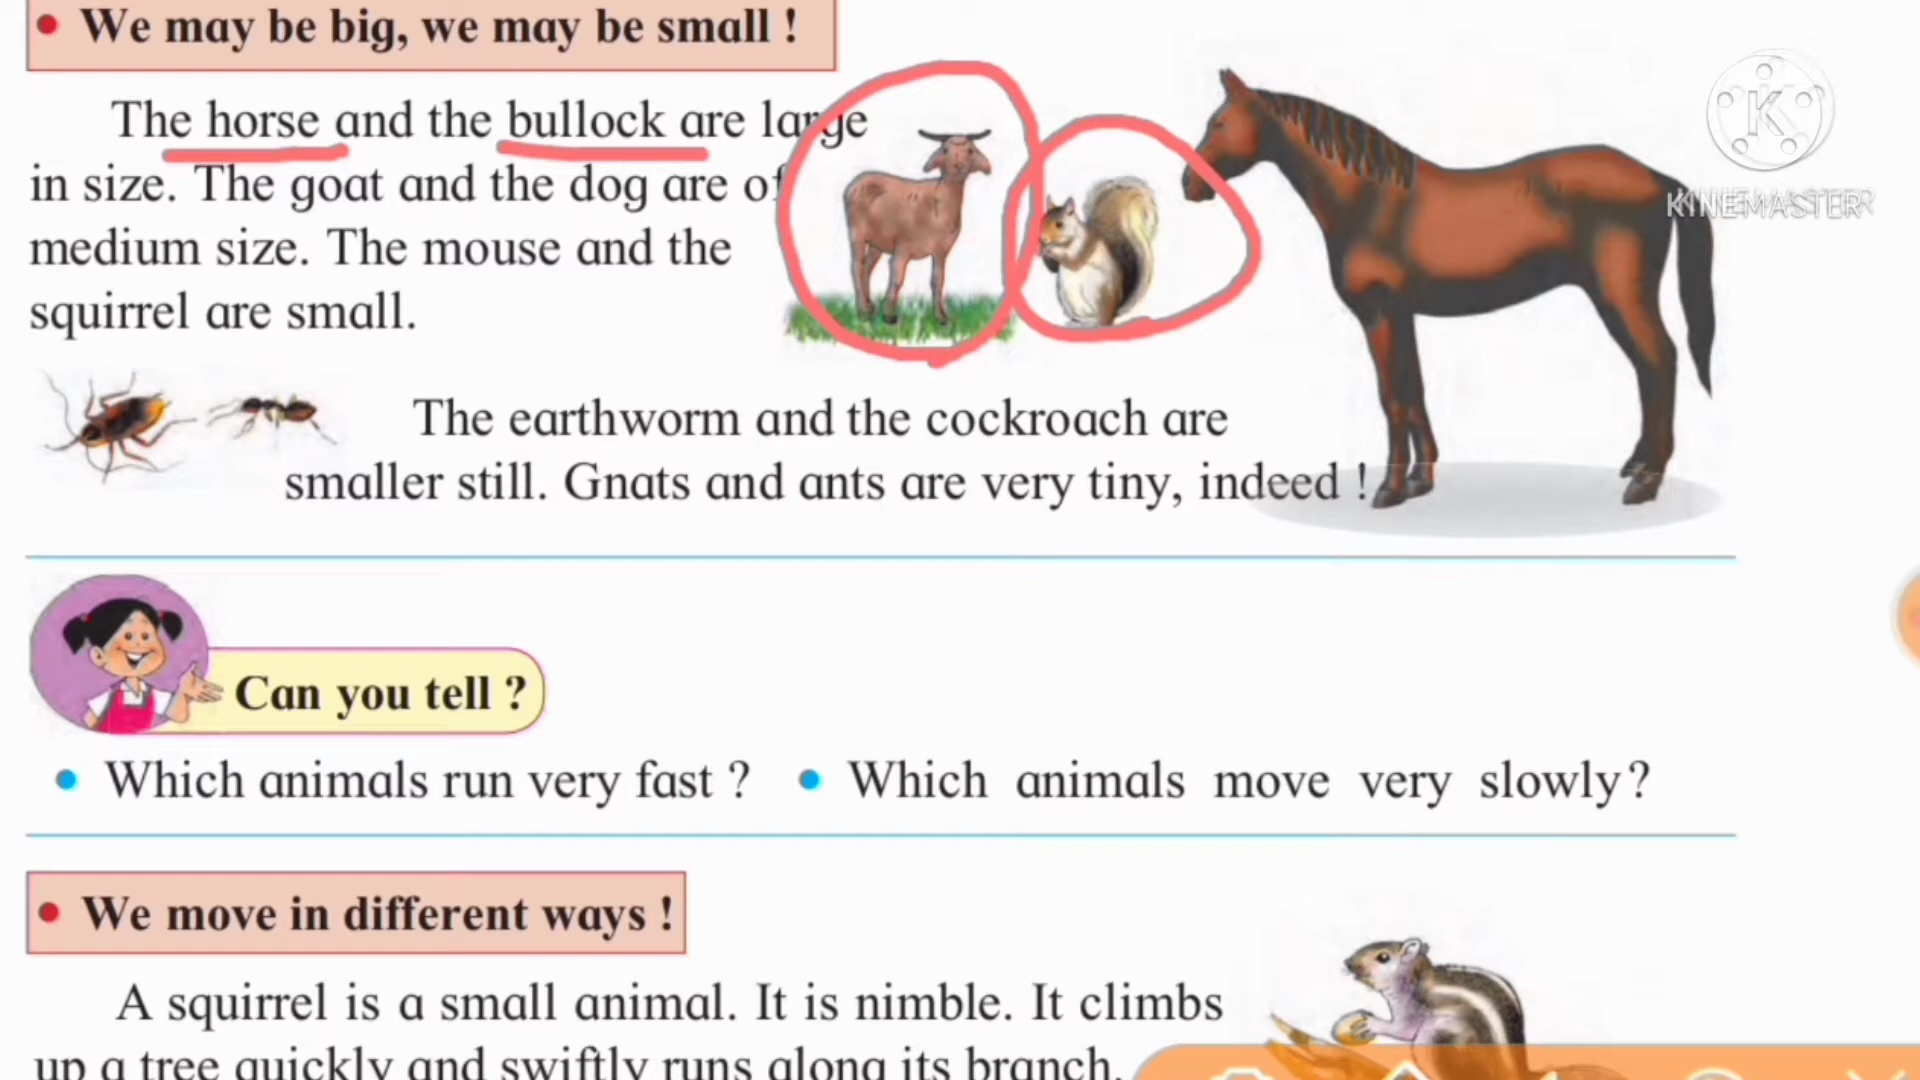 • We may be big, we may be small !
The horse and the bullock are large
in size. The goat and the dog are of
medium size. The mouse and the
squirrel are small.
The earthworm and the cockroach are
smaller still. Gnats and ants are very tiny, indeed !
Can you tell ?
• Which animals run very fast ? • Which animals move very slowly ?
• We move in different ways !
A squirrel is a small animal. It is nimble. It climbs
up a tree quickly and swiftly runs along its branch.
K
KINEMASTER